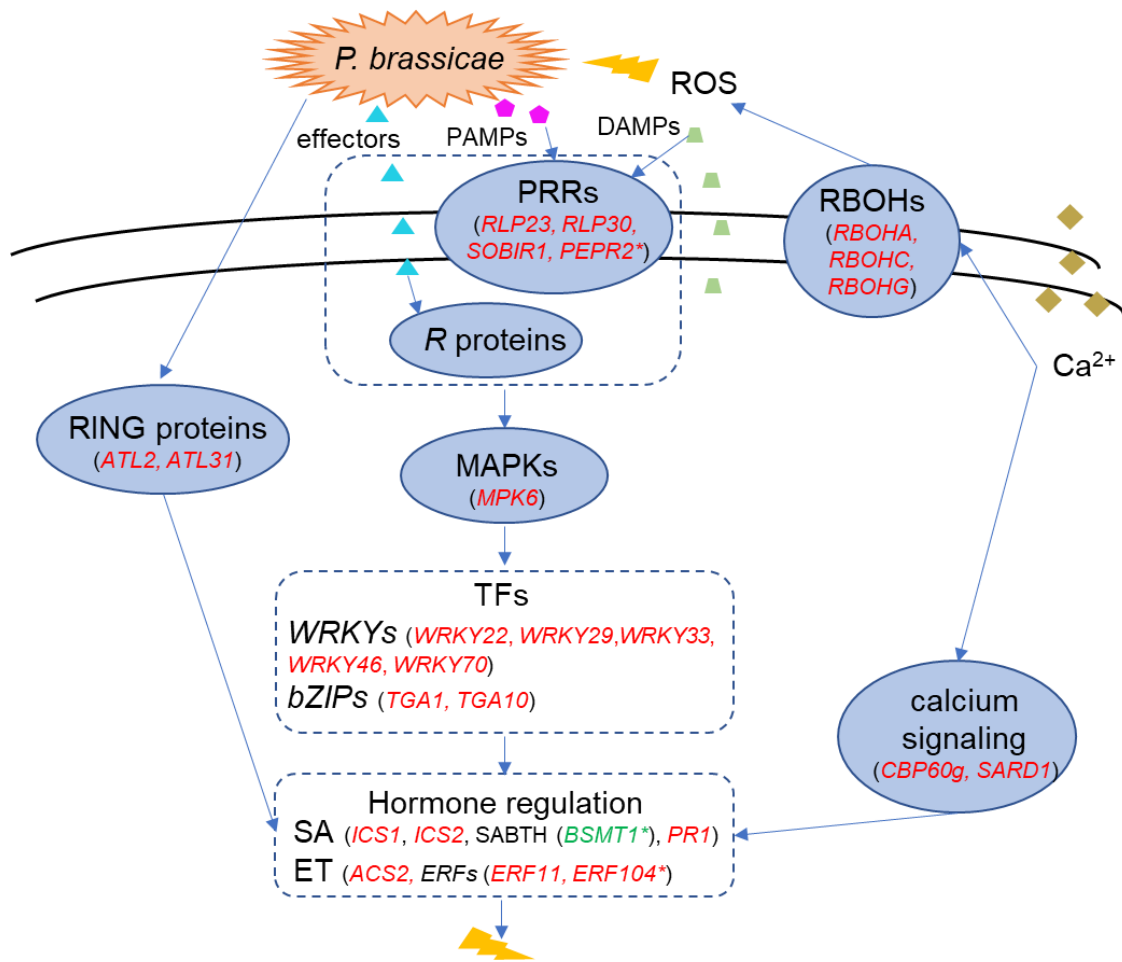 P. brassicae
ROS
effectors
PAMPs
DAMPs
PRRs
(RLP23, RLP30,
SOBIR1, PEPR2*)
RBOHs
(RBOHA,
RBOHC,
RBOHG)
R proteins
Ca²⁺
RING proteins
(ATL2, ATL31)
MAPKs
(MPK6)
TFs
WRKYs (WRKY22, WRKY29,WRKY33,
WRKY46, WRKY70)
bZIPs (TGA1, TGA10)
calcium
signaling
(CBP60g, SARD1)
Hormone regulation
SA (ICS1, ICS2, SABTH (BSMT1*), PR1)
ET (ACS2, ERFs (ERF11, ERF104*)